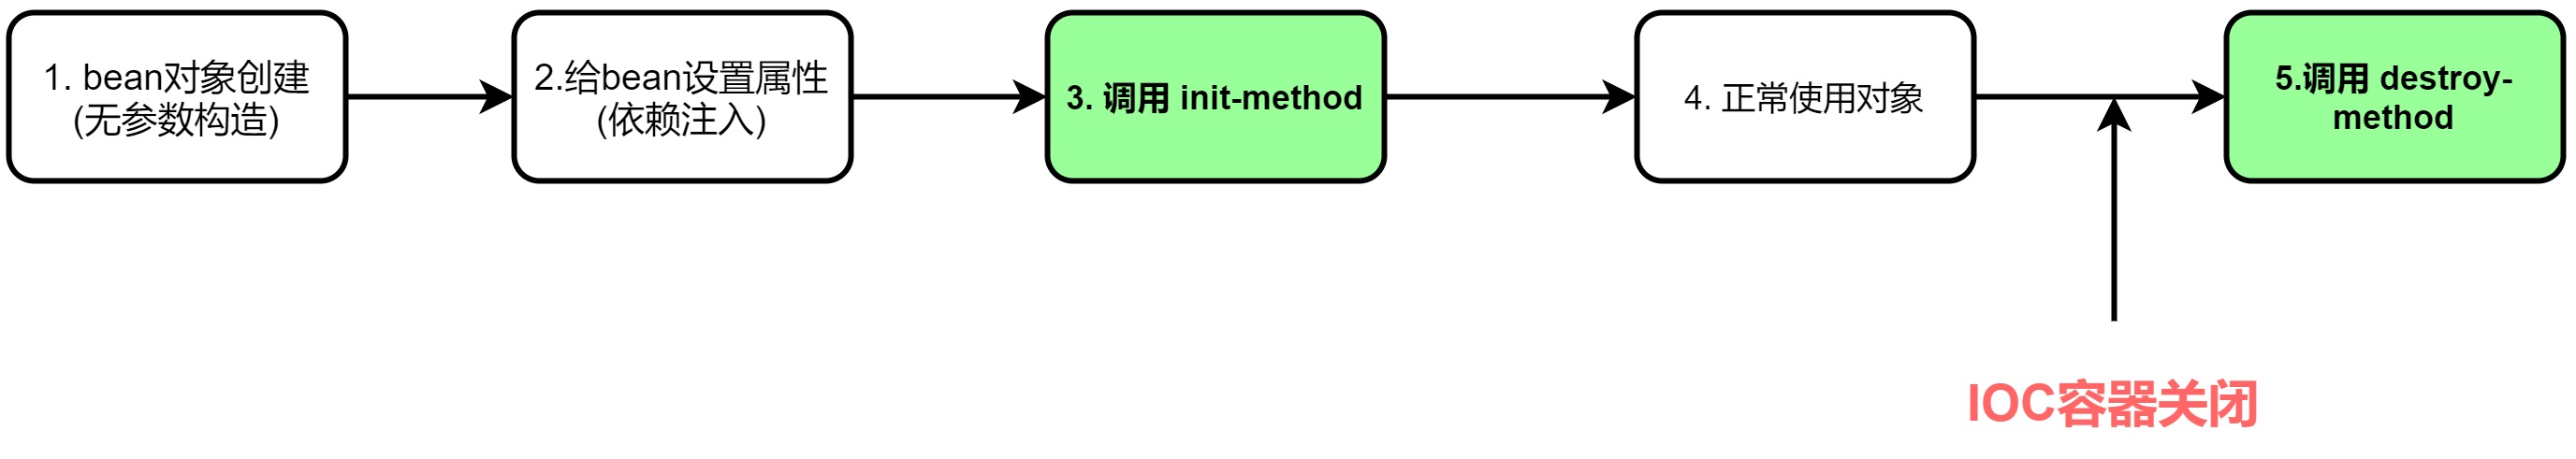 1. bean对象创建
(无参数构造)
2.给bean设置属性
(依赖注入)
3. 调用 init-method
4. 正常使用对象
5.调用 destroy-
method
IOC容器关闭